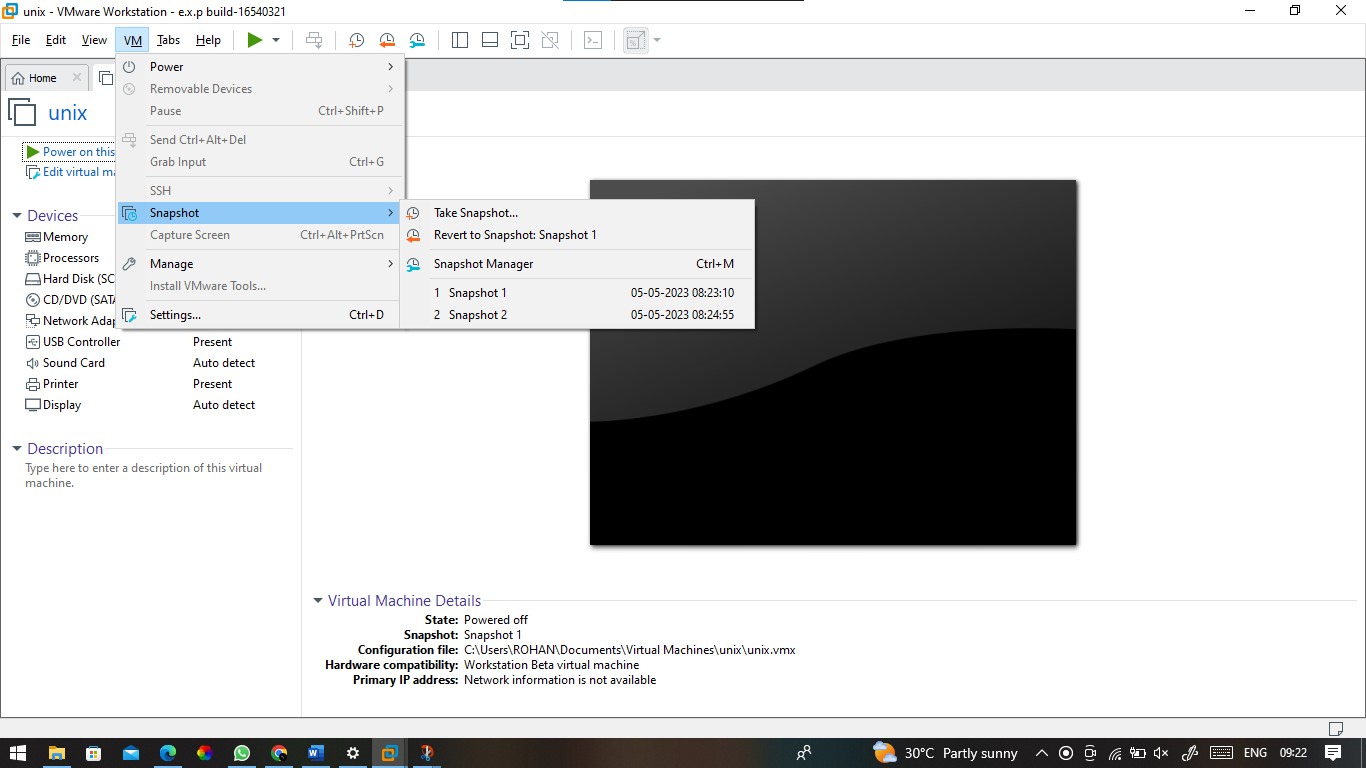 unix - VMware Workstation - e.x.p build-16540321
File Edit View VM Tabs Help
Home
unix
Power on this
Edit virtual ma
Devices
Memory
Processors
Hard Disk (SC
CD/DVD (SATA
Network Adap
USB Controller Present
Sound Card Auto detect
Printer Present
Display Auto detect
Description
Type here to enter a description of this virtual
machine.
Power
Removable Devices
Pause Ctrl+Shift+P
Send Ctrl+Alt+Del
Grab Input Ctrl+G
SSH
Snapshot
Capture Screen Ctrl+Alt+PrtScn
Manage
Install VMware Tools...
Settings... Ctrl+D
Take Snapshot...
Revert to Snapshot: Snapshot 1
Snapshot Manager Ctrl+M
1 Snapshot 1 05-05-2023 08:23:10
2 Snapshot 2 05-05-2023 08:24:55
Virtual Machine Details
State: Powered off
Snapshot: Snapshot 1
Configuration file: C:\Users\ROHAN\Documents\Virtual Machines\unix\unix.vmx
Hardware compatibility: Workstation Beta virtual machine
Primary IP address: Network information is not available
30°C Partly sunny
ENG
09:22